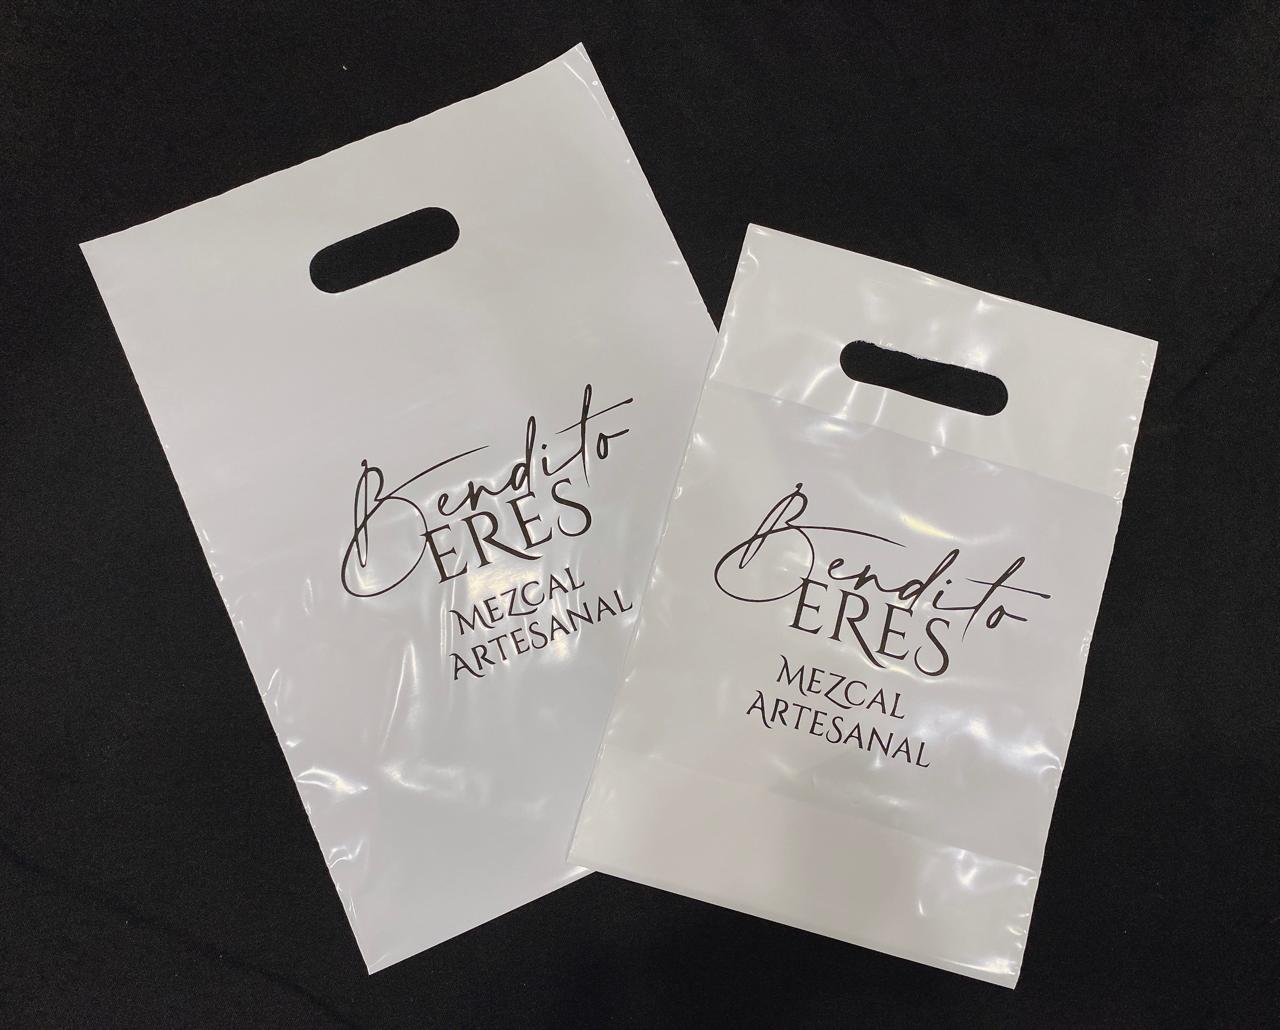 Bendito
ERES
MEZCAL
ARTESANAL
Bendito
ERES
MEZCAL
ARTESANAL